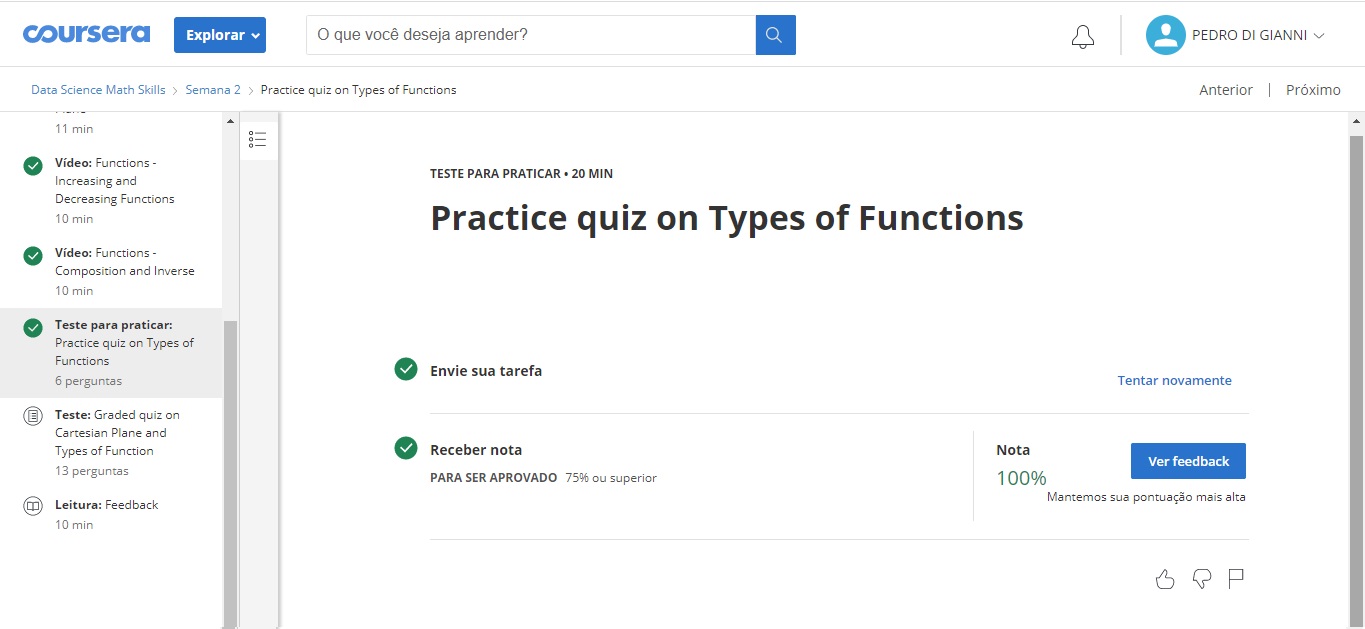 coursera
Explorar
O que você deseja aprender?
PEDRO DI GIANNI
Data Science Math Skills
Semana 2
Practice quiz on Types of Functions
Anterior
Próximo
11 min
Vídeo: Functions -
Increasing and
Decreasing Functions
10 min
Vídeo: Functions -
Composition and Inverse
10 min
Teste para praticar:
Practice quiz on Types of
Functions
6 perguntas
Teste: Graded quiz on
Cartesian Plane and
Types of Function
13 perguntas
Leitura: Feedback
10 min
TESTE PARA PRATICAR • 20 MIN
Practice quiz on Types of Functions
Envie sua tarefa
Tentar novamente
Receber nota
PARA SER APROVADO 75% ou superior
Nota
100%
Ver feedback
Mantemos sua pontuação mais alta